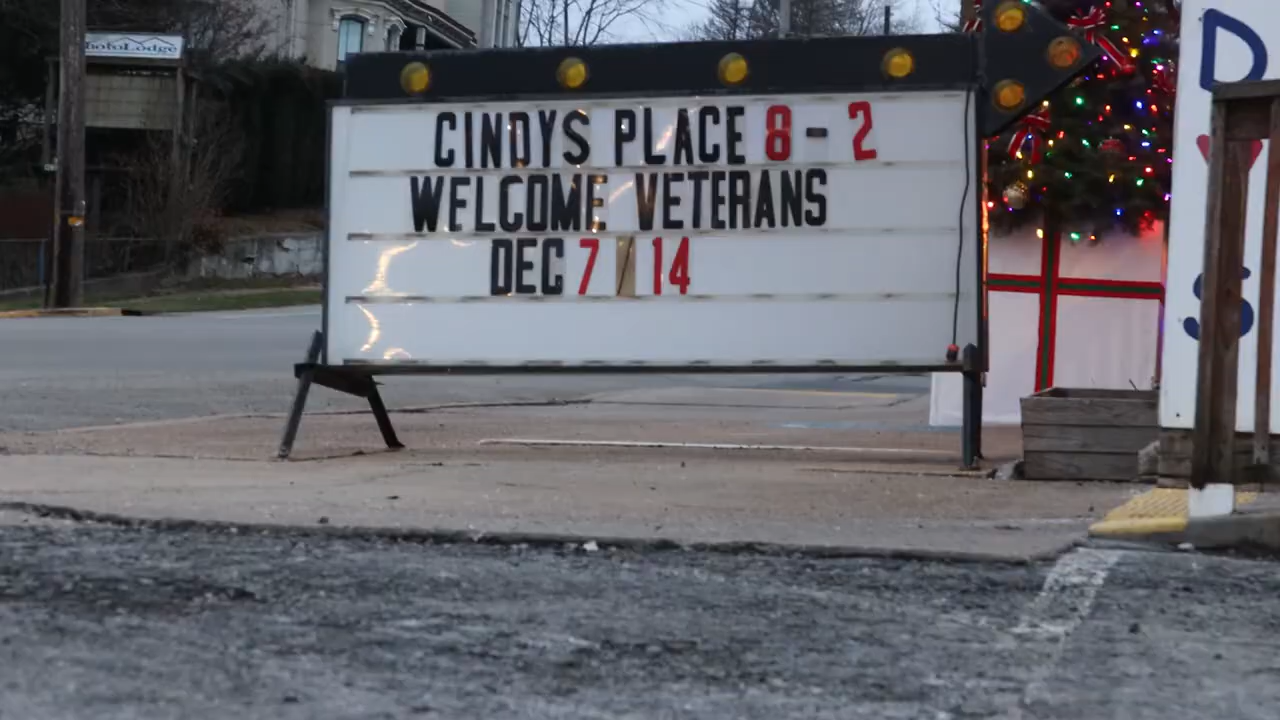 CINDYS PLACE 8-2
WELCOME VETERANS
DEC 7/14
D
S